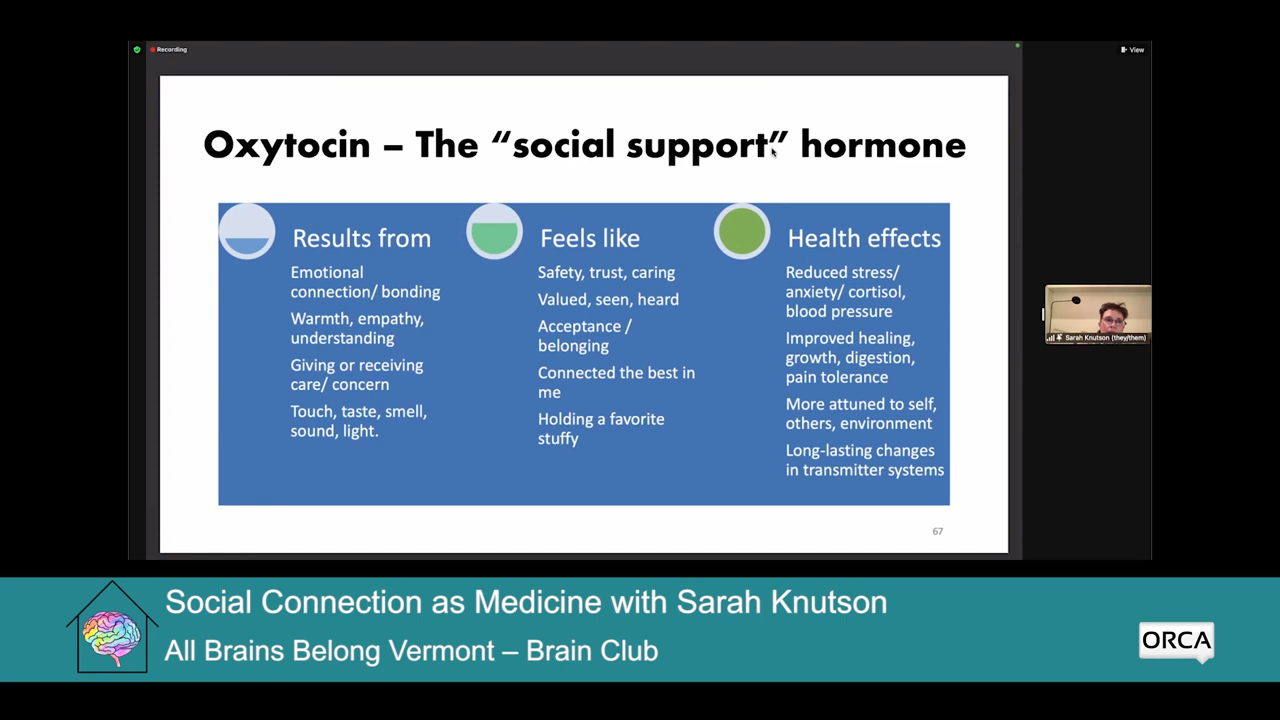 Recording
View
Oxytocin – The “social support” hormone
Results from
Emotional
connection/ bonding
Warmth, empathy,
understanding
Giving or receiving
care/ concern
Touch, taste, smell,
sound, light.
Feels like
Safety, trust, caring
Valued, seen, heard
Acceptance /
belonging
Connected the best in
me
Holding a favorite
stuffy
Health effects
Reduced stress/
anxiety/ cortisol,
blood pressure
Improved healing,
growth, digestion,
pain tolerance
More attuned to self,
others, environment
Long-lasting changes
in transmitter systems
67
Sarah Knutson (they/them)
Social Connection as Medicine with Sarah Knutson
All Brains Belong Vermont – Brain Club
ORCA